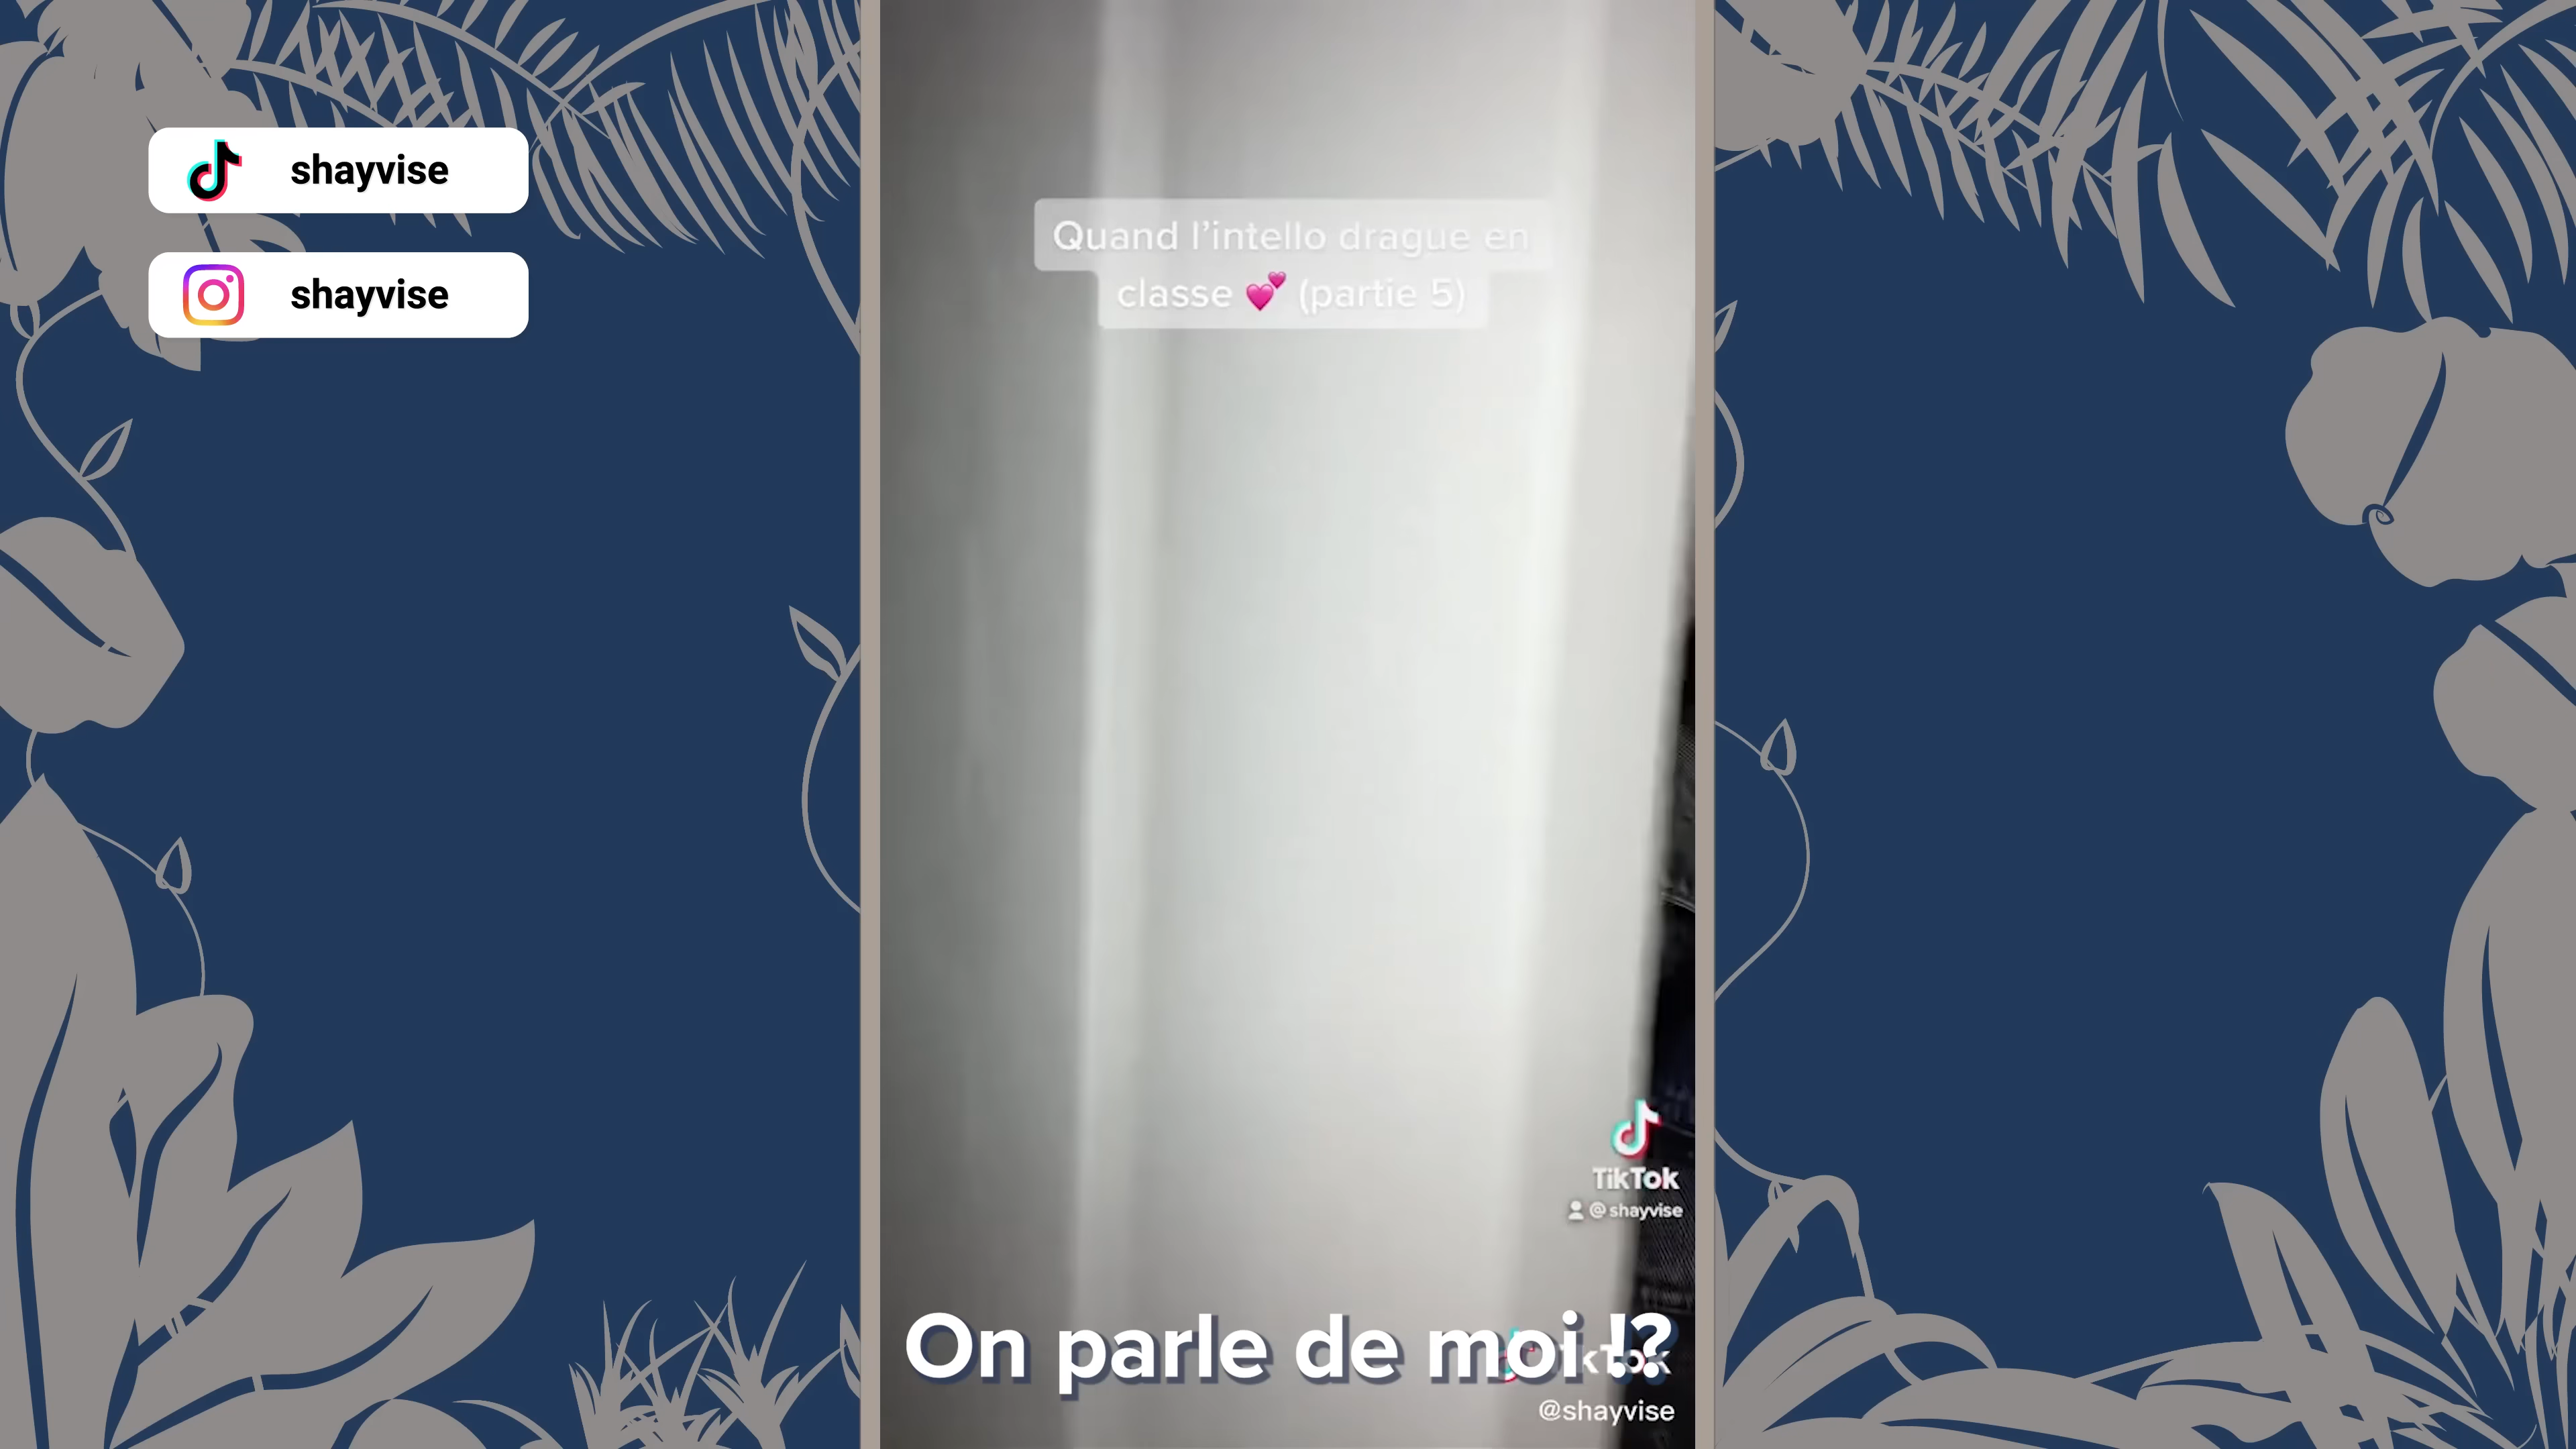 shayvise
shayvise
Quand l'intello drague en
classe 💕 (partie 5)
TikTok
@ shayvise
On parle de moi !?
@shayvise